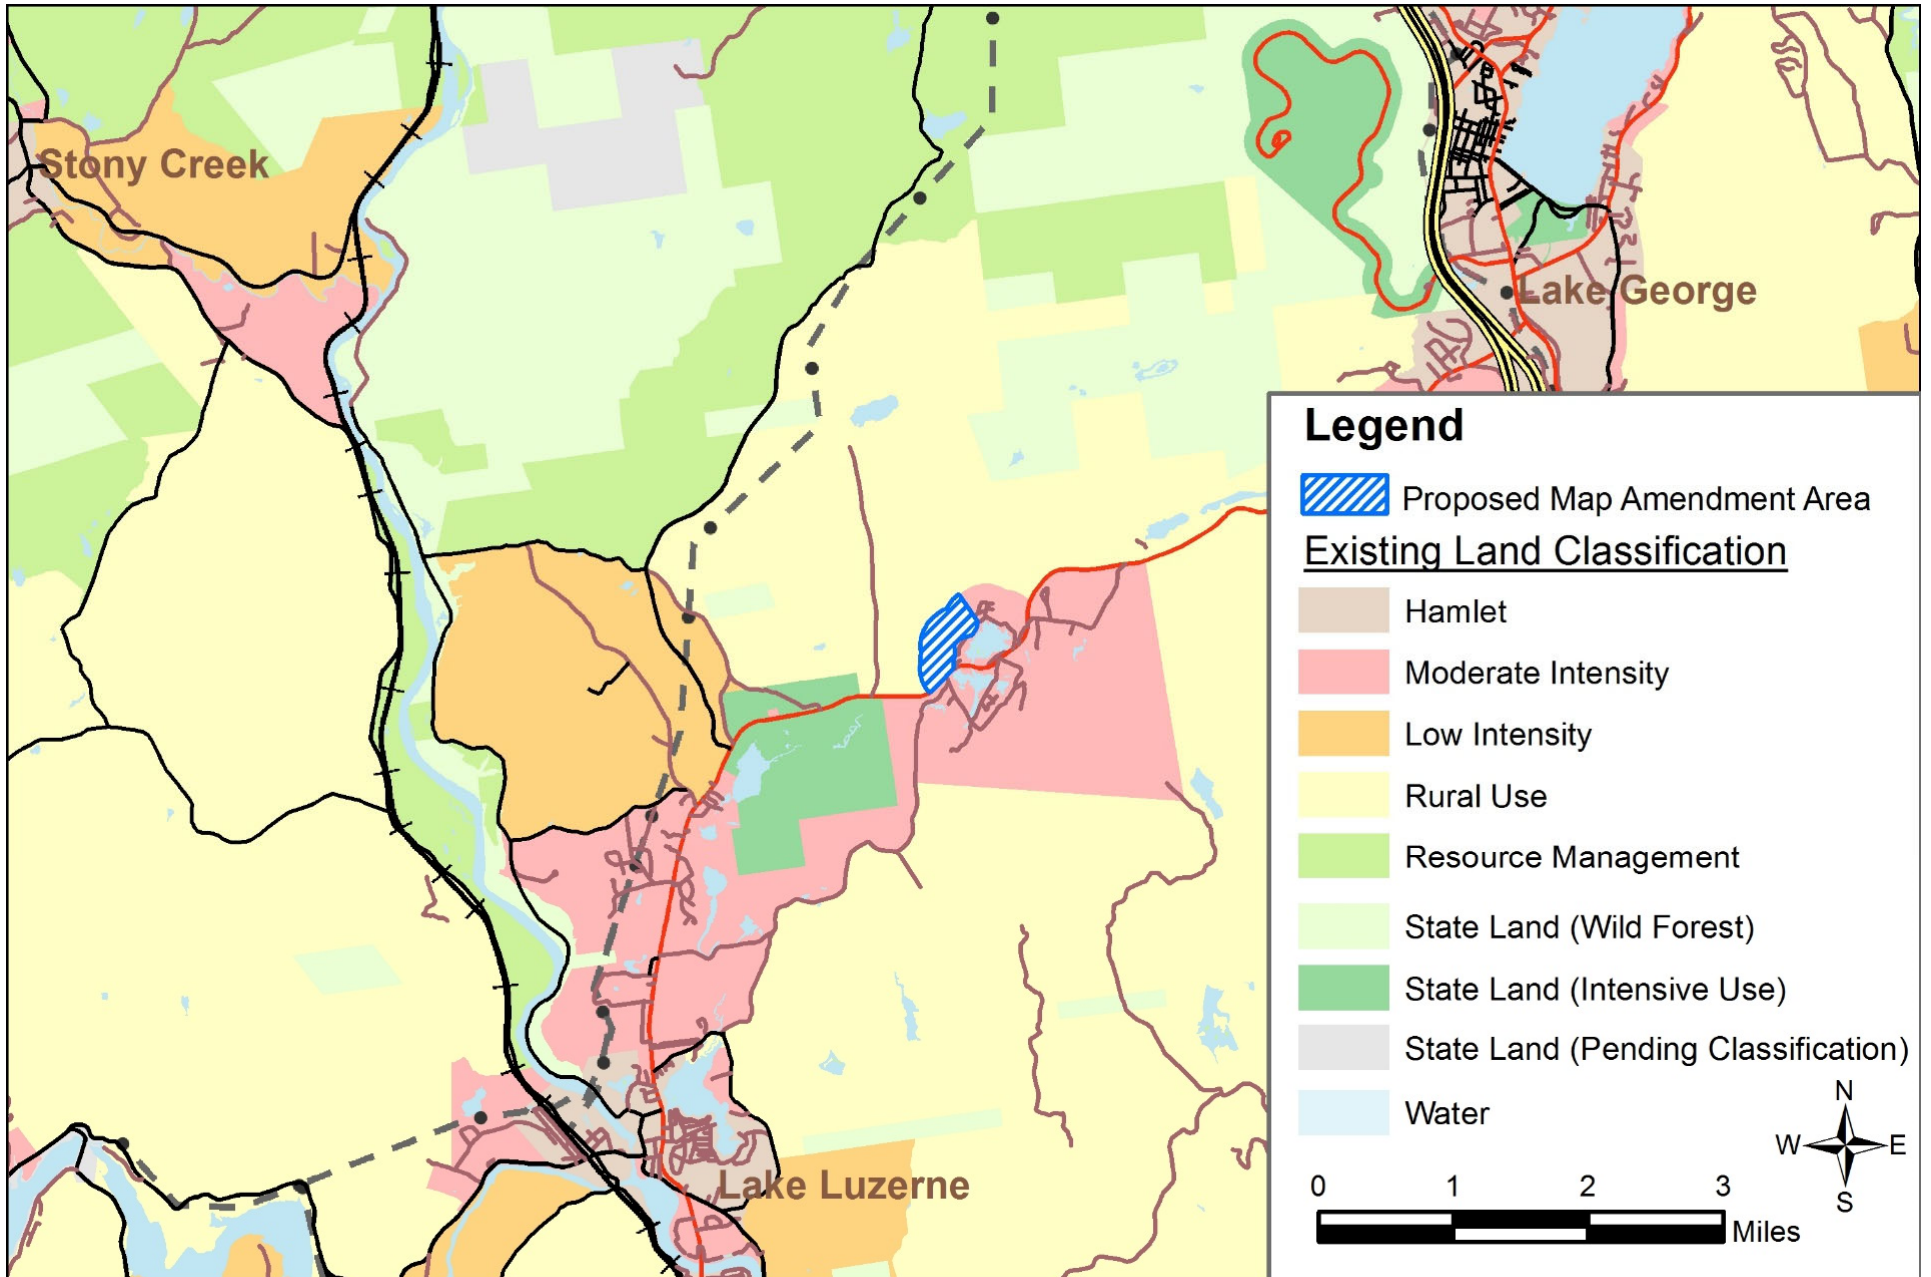 Stony Creek
Lake George
Legend
Proposed Map Amendment Area
Existing Land Classification
Hamlet
Moderate Intensity
Low Intensity
Rural Use
Resource Management
State Land (Wild Forest)
State Land (Intensive Use)
State Land (Pending Classification)
Water
N
W E
S
0 1 2 3
Miles
Lake Luzerne